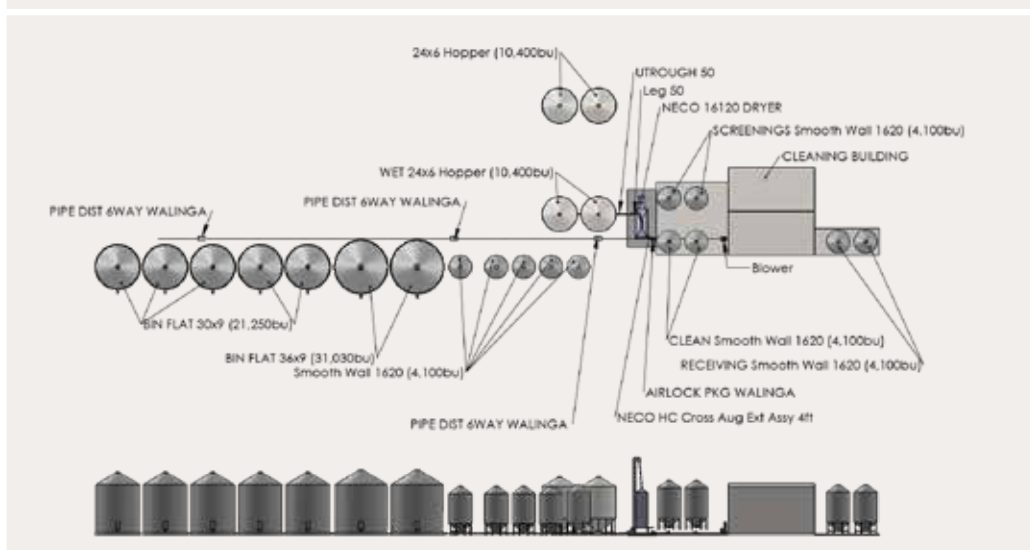 24x6 Hopper (10,400bu)
UTROUGH 50
Leg 50
NECO 16120 DRYER
SCREENINGS Smooth Wall 1620 (4,100bu)
CLEANING BUILDING
WET 24x6 Hopper (10,400bu)
PIPE DIST 6WAY WALINGA
PIPE DIST 6WAY WALINGA
Blower
BIN FLAT 30x9 (21,250bu)
CLEAN Smooth Wall 1620 (4,100bu)
BIN FLAT 36x9 (31,030bu)
RECEIVING Smooth Wall 1620 (4,100bu)
Smooth Wall 1620 (4,100bu)
AIRLOCK PKG WALINGA
NECO HC Cross Aug Ext Assy 4ft
PIPE DIST 6WAY WALINGA